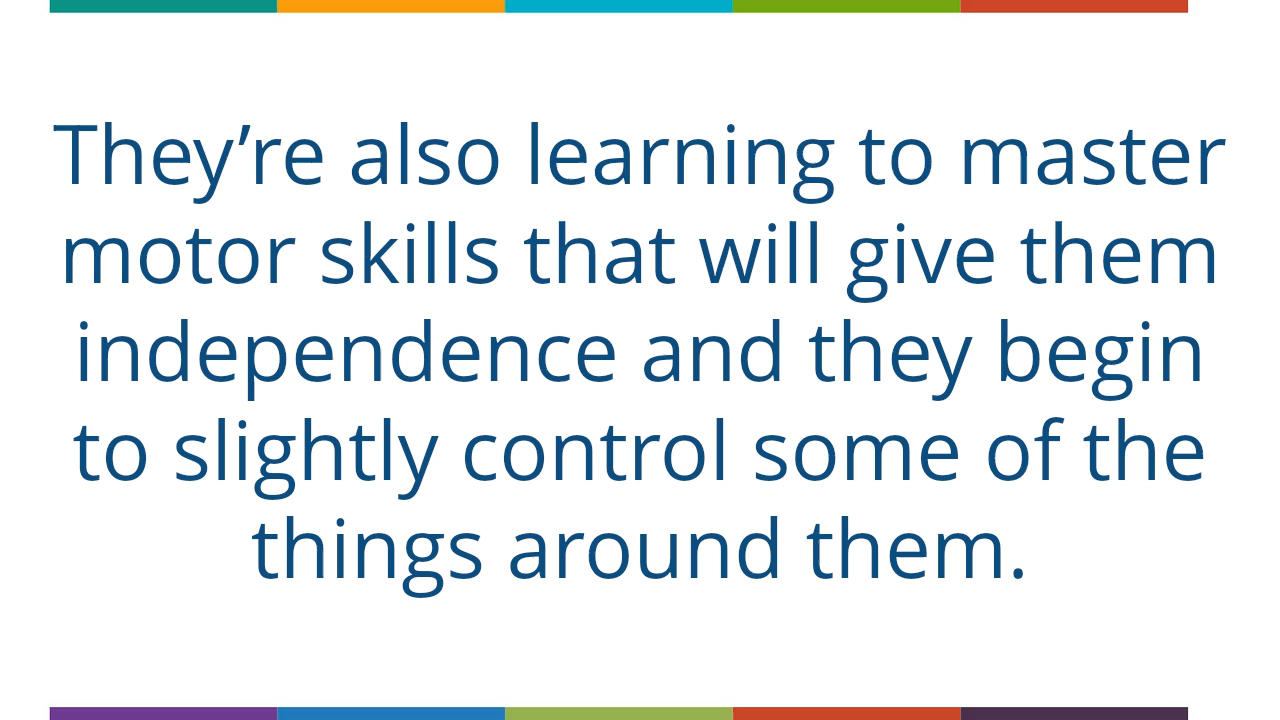 They’re also learning to master
motor skills that will give them
independence and they begin
to slightly control some of the
things around them.